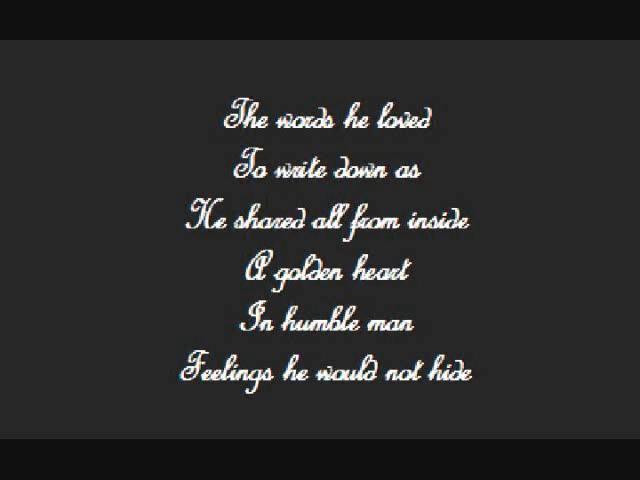 The words he loved
To write down as
He shared all from inside
A golden heart
In humble man
Feelings he would not hide